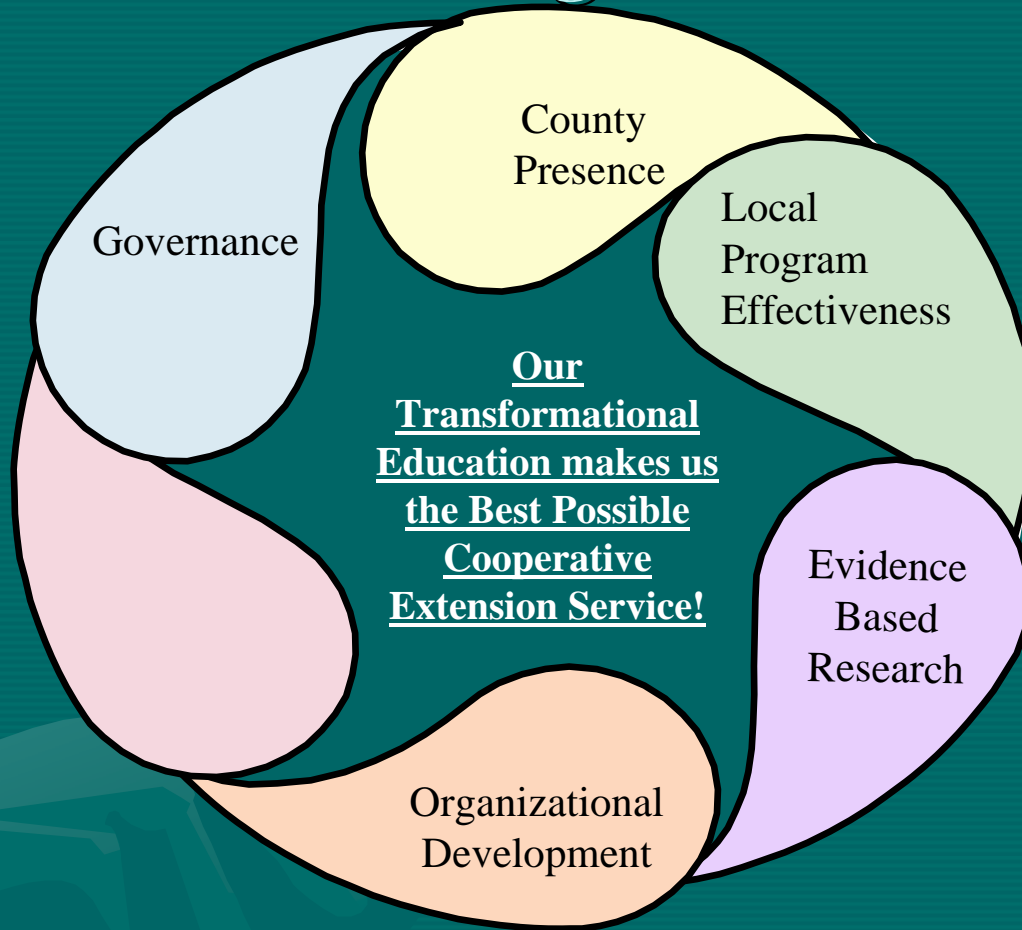 County
Presence
Local
Program
Effectiveness
Governance
Our
Transformational
Education makes us
the Best Possible
Cooperative
Extension Service!
Evidence
Based
Research
Organizational
Development